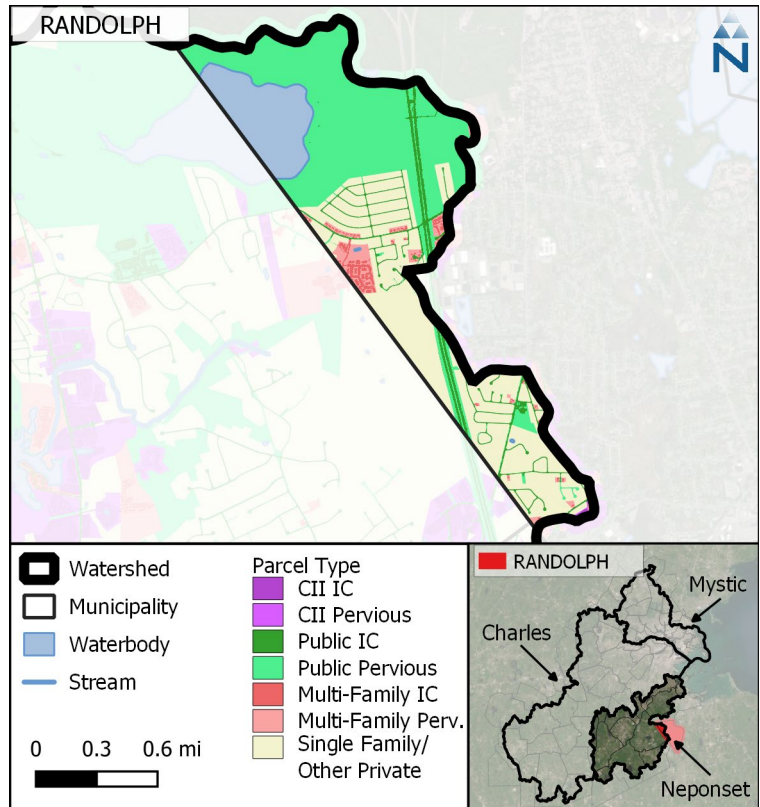 RANDOLPH
N
Watershed
Municipality
Waterbody
Stream
0 0.3 0.6 mi
Parcel Type
CII IC
CII Pervious
Public IC
Public Pervious
Multi-Family IC
Multi-Family Perv.
Single Family/
Other Private
RANDOLPH
Mystic
Charles
Neponset